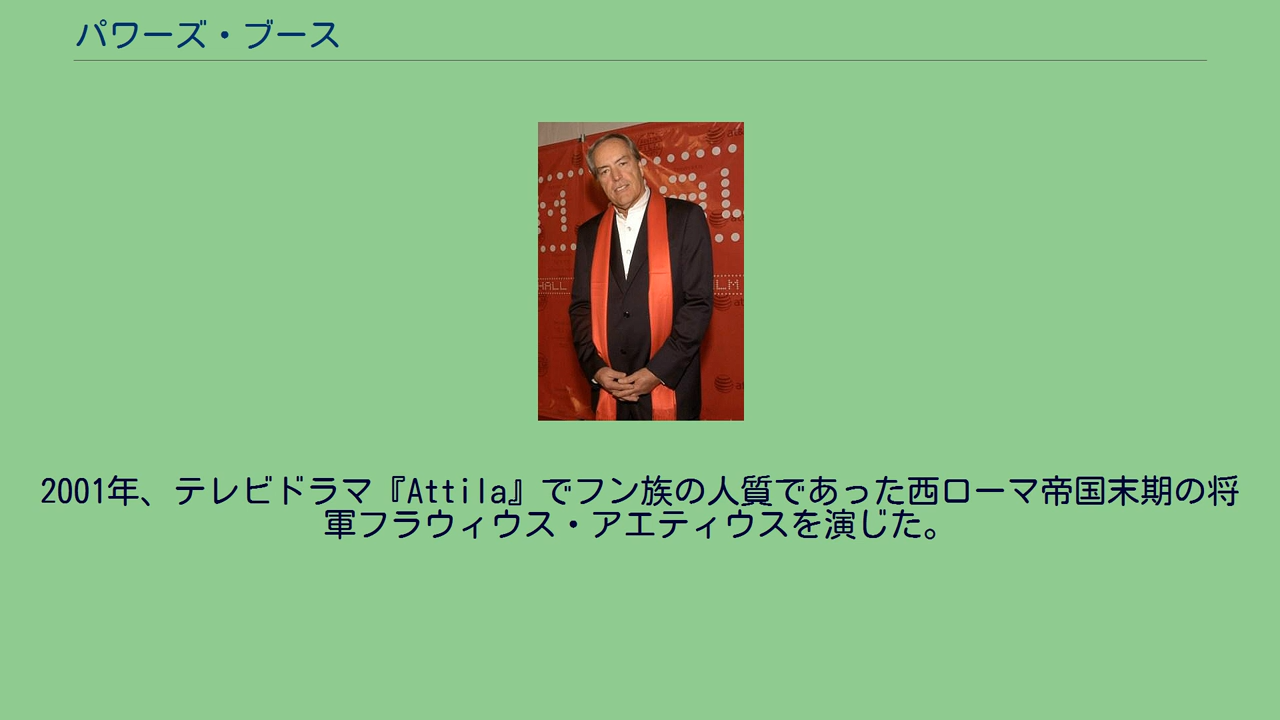 パワーズ・ブース
HALL
LM
2001年、テレビドラマ『Attila』でフン族の人質であった西ローマ帝国末期の将
軍フラウィウス・アエティウスを演じた。